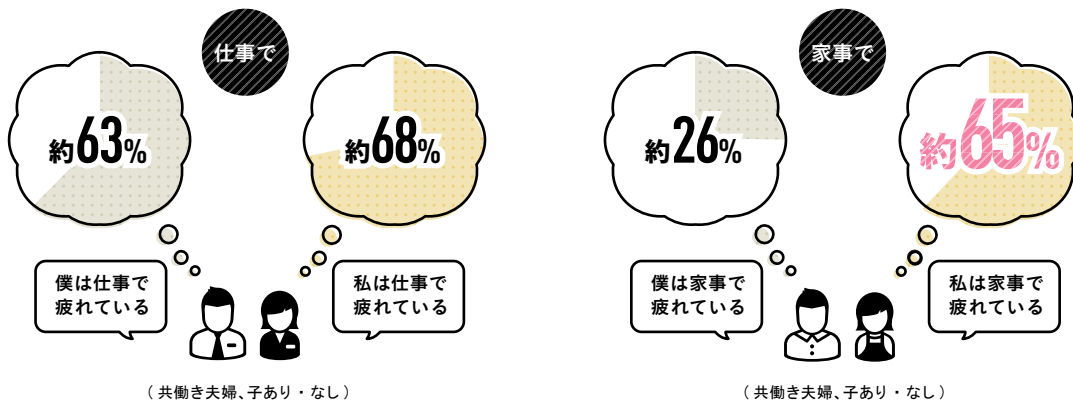 仕事で
約63%
約68%
僕は仕事で
疲れている
私は仕事で
疲れている
(共働き夫婦、子あり・なし)
家事で
約26%
約65%
僕は家事で
疲れている
私は家事で
疲れている
(共働き夫婦、子あり・なし)